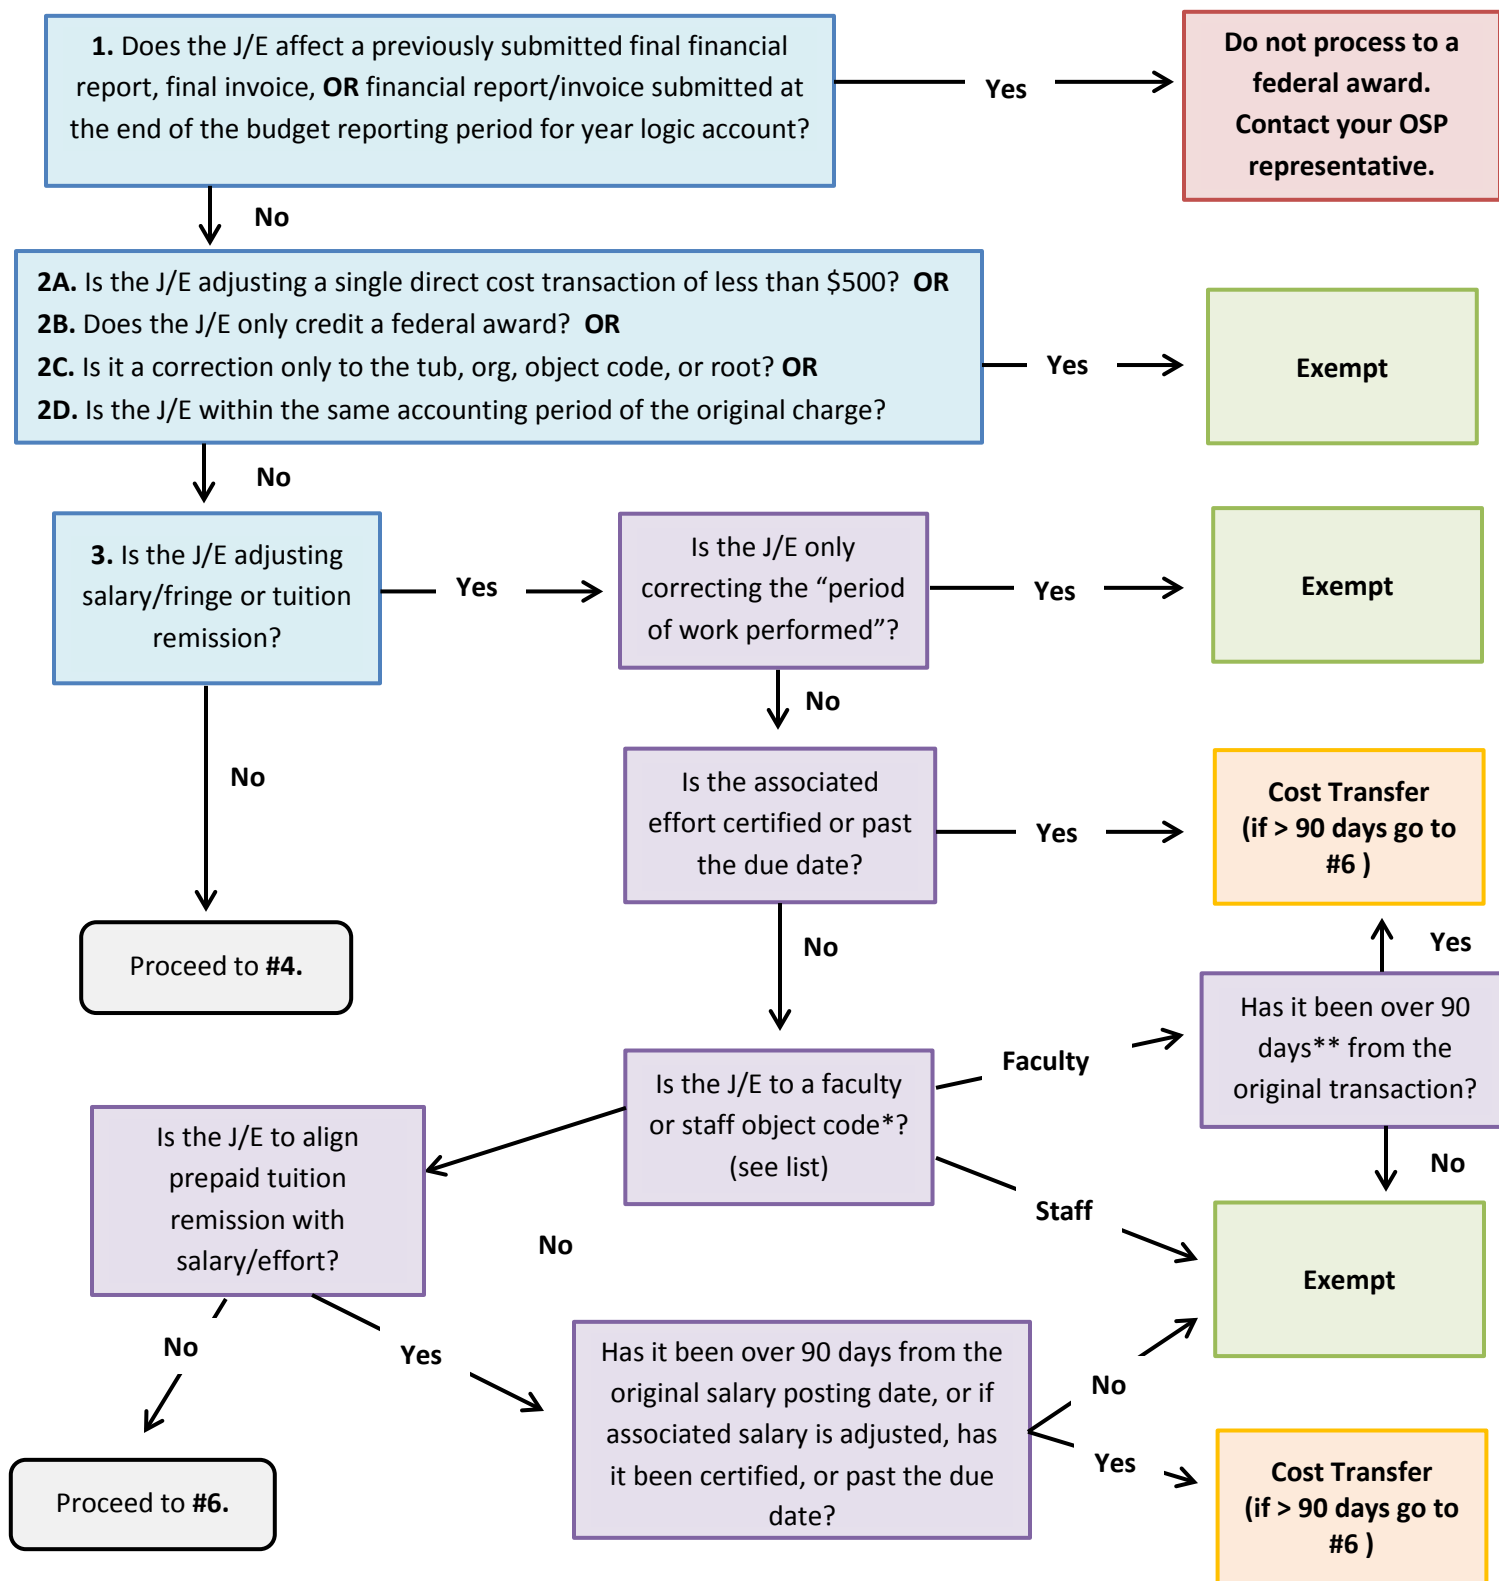 1. Does the J/E affect a previously submitted final financial
report, final invoice, OR financial report/invoice submitted at
the end of the budget reporting period for year logic account?
Yes
Do not process to a
federal award.
Contact your OSP
representative.
No
2A. Is the J/E adjusting a single direct cost transaction of less than $500? OR
2B. Does the J/E only credit a federal award? OR
2C. Is it a correction only to the tub, org, object code, or root? OR
2D. Is the J/E within the same accounting period of the original charge?
Yes
Exempt
No
3. Is the J/E adjusting
salary/fringe or tuition
remission?
Yes
Is the J/E only
correcting the “period
of work performed”?
Yes
Exempt
No
No
Is the associated
effort certified or past
the due date?
Yes
Cost Transfer
(if > 90 days go to
#6 )
Proceed to #4.
No
Yes
Has it been over 90
days** from the
original transaction?
Faculty
Is the J/E to a faculty
or staff object code*?
(see list)
No
Staff
Exempt
No
Is the J/E to align
prepaid tuition
remission with
salary/effort?
No
Yes
Has it been over 90 days from the
original salary posting date, or if
associated salary is adjusted, has
it been certified, or past the due
date?
No
Yes
Proceed to #6.
Cost Transfer
(if > 90 days go to
#6 )